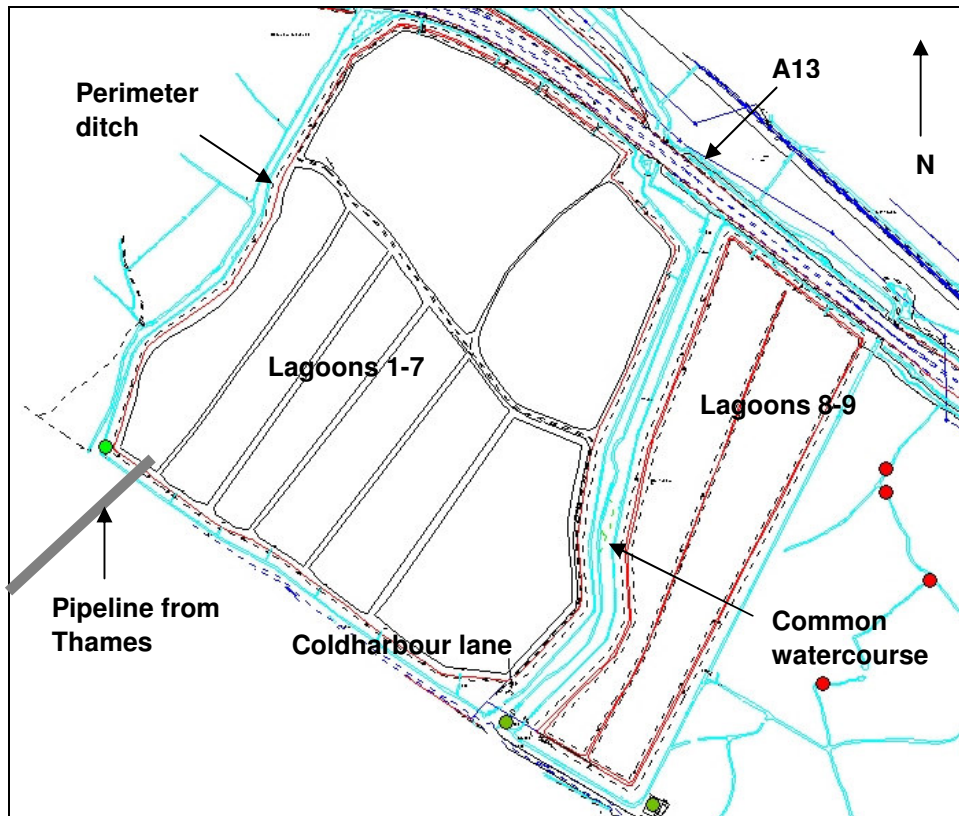 A13
Perimeter
ditch
N
Lagoons 1-7
Lagoons 8-9
Pipeline from
Thames
Coldharbour lane
Common
watercourse